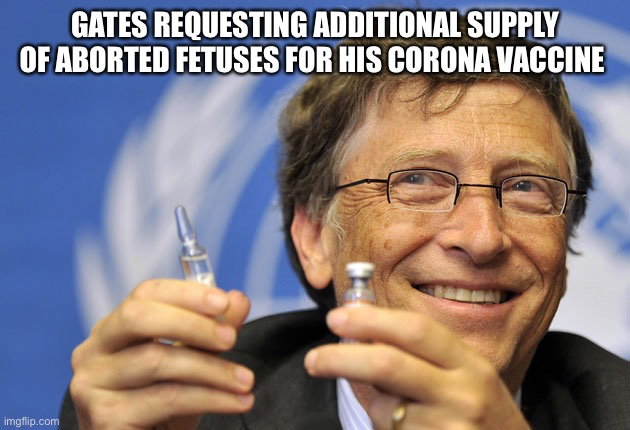 GATES REQUESTING ADDITIONAL SUPPLY
OF ABORTED FETUSES FOR HIS CORONA VACCINE
imgflip.com